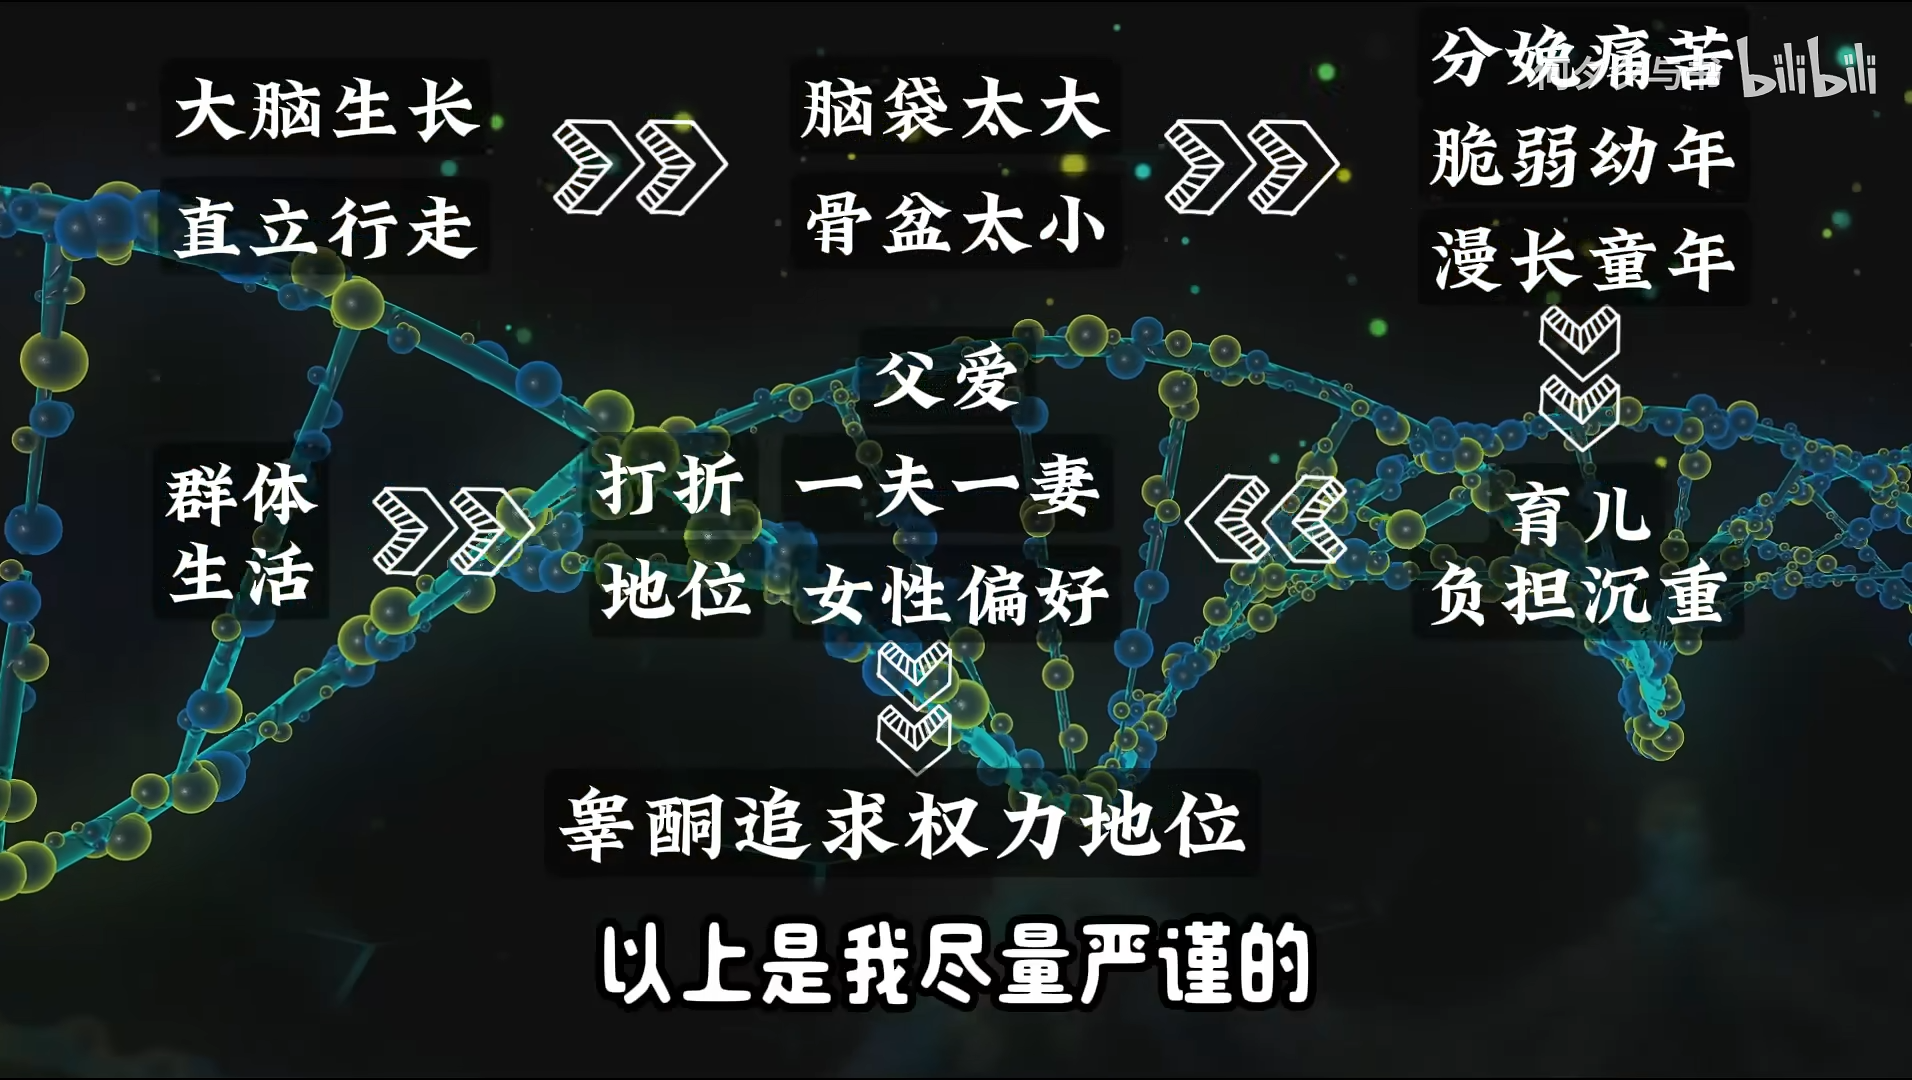 大脑生长
直立行走
脑袋太大
骨盆太小
分娩痛苦
脆弱幼年
漫长童年
bilibili
父爱
群体
生活
打折
地位
一夫一妻
女性偏好
育儿
负担沉重
睾酮追求权力地位
以上是我尽量严谨的